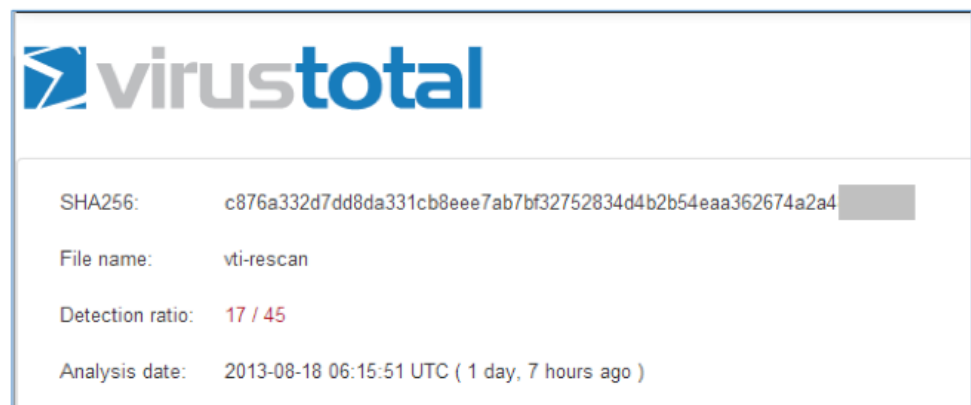 virustotal
SHA256: c876a332d7dd8da331cb8eee7ab7bf32752834d4b2b54eaa362674a2a4
File name: vti-rescan
Detection ratio: 17 / 45
Analysis date: 2013-08-18 06:15:51 UTC ( 1 day, 7 hours ago )